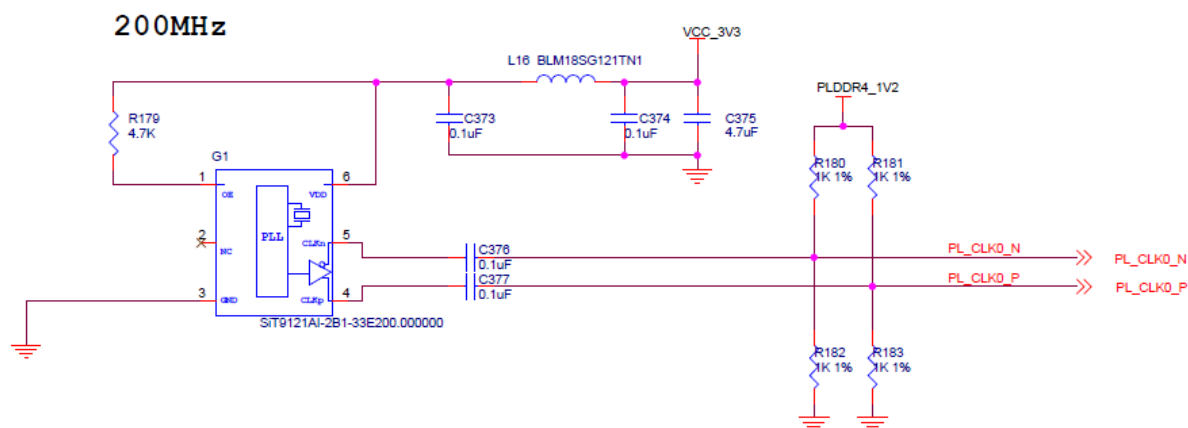 200MHz
VCC_3V3
L16 BLM18SG121TN1
PLDDR4_1V2
R179
4.7K
C373
0.1uF
C374
0.1uF
C375
4.7uF
G1
R180
1K 1%
R181
1K 1%
1
OE
VDD
6
2
NC
PLL
CLKn
5
C376
0.1uF
PL_CLK0_N
PL_CLK0_N
3
GND
CLKp
4
C377
0.1uF
PL_CLK0_P
PL_CLK0_P
SiT9121AI-2B1-33E200.000000
R182
1K 1%
R183
1K 1%